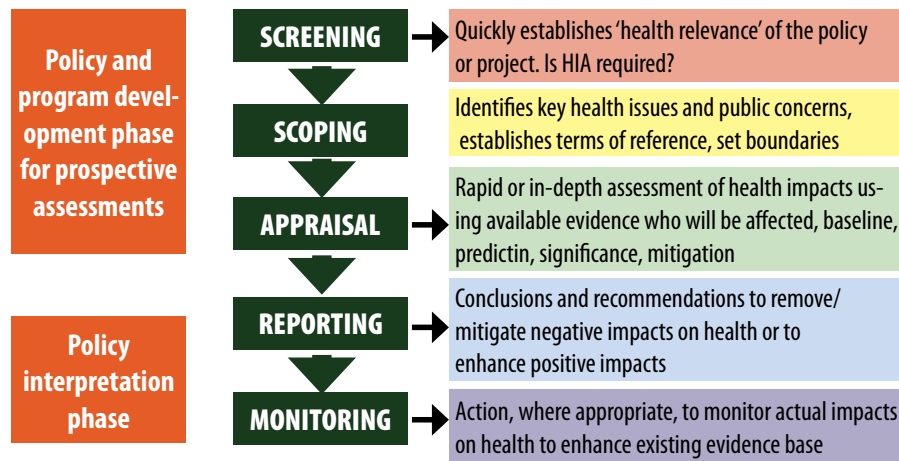 Policy and
program devel-
opment phase
for prospective
assessments
Policy
interpretation
phase
SCREENING
Quickly establishes ‘health relevance’ of the policy
or project. Is HIA required?
SCOPING
Identifies key health issues and public concerns,
establishes terms of reference, set boundaries
APPRAISAL
Rapid or in-depth assessment of health impacts us-
ing available evidence who will be affected, baseline,
predictin, significance, mitigation
REPORTING
Conclusions and recommendations to remove/
mitigate negative impacts on health or to
enhance positive impacts
MONITORING
Action, where appropriate, to monitor actual impacts
on health to enhance existing evidence base